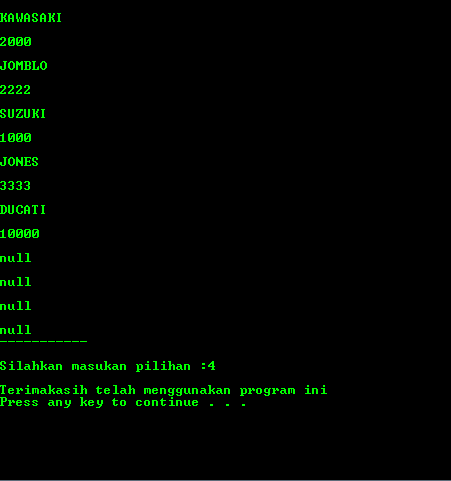 KAWASAKI
2000
JOMBLO
2222
SUZUKI
1000
JONES
3333
DUCATI
10000
null
null
null
null
-----------
Silahkan masukan pilihan :4
Terimakasih telah menggunakan program ini
Press any key to continue . . .